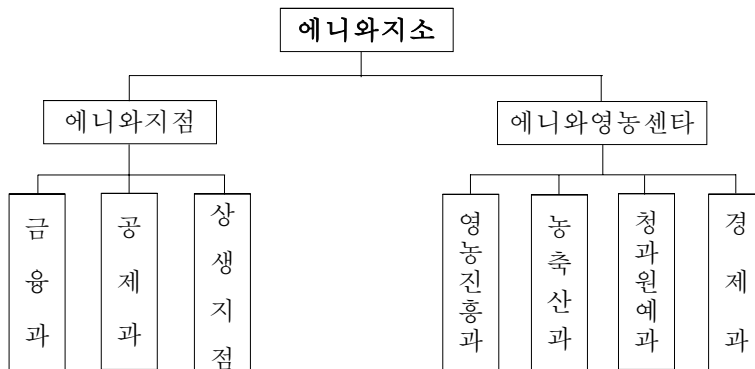 에니와지소
에니와지점
에니와영농센타
금융과
공제과
상생지점
영농진흥과
농축산과
청과원예과
경제과